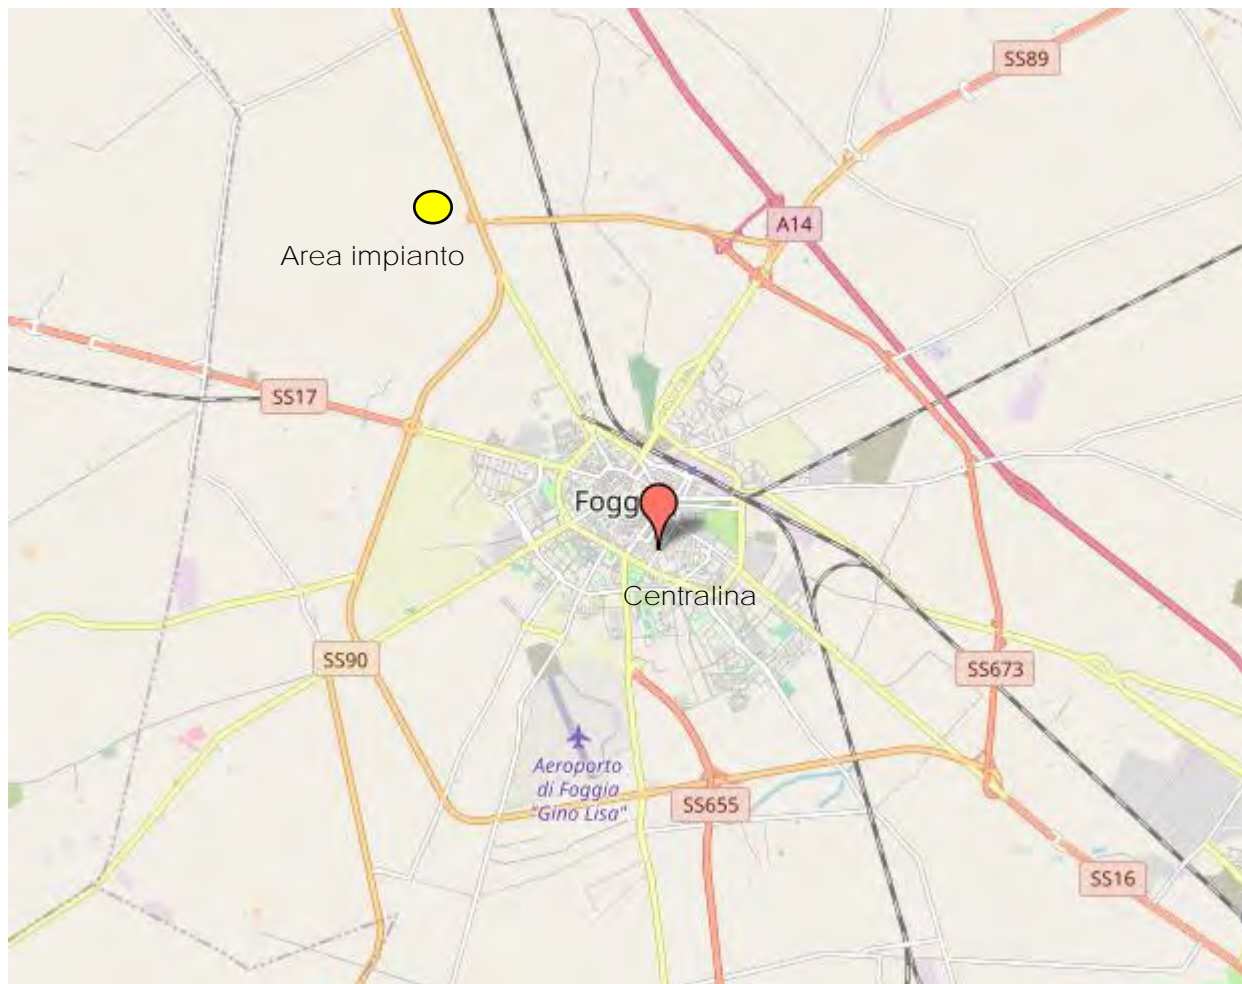 SS89
A14
Area impianto
SS17
Fogg
Centralina
SS90
SS673
Aeroporto
di Foggia
"Gino Lisa"
SS655
SS16